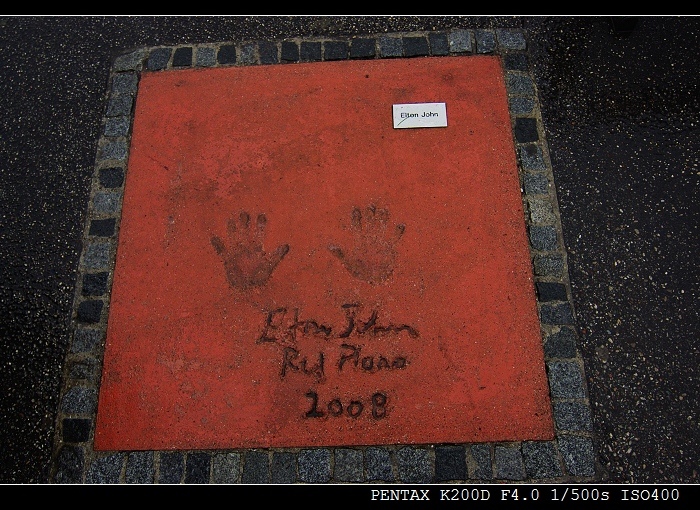 Elton John
Elton John
Red Piano
2008
PENTAX K200D F4.0 1/500s ISO400